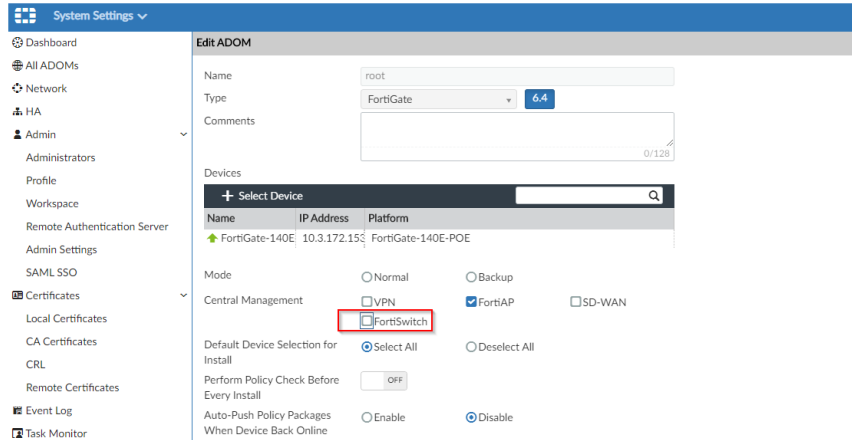 System Settings
Dashboard
All ADOMs
Network
HA
Admin
Administrators
Profile
Workspace
Remote Authentication Server
Admin Settings
SAML SSO
Certificates
Local Certificates
CA Certificates
CRL
Remote Certificates
Event Log
Task Monitor
Edit ADOM
Name root
Type FortiGate 6.4
Comments
0/128
Devices
+ Select Device
Name IP Address Platform
FortiGate-140E 10.3.172.153 FortiGate-140E-POE
Mode Normal Backup
Central Management VPN FortiAP SD-WAN
FortiSwitch
Default Device Selection for Select All Deselect All
Install
Perform Policy Check Before OFF
Every Install
Auto-Push Policy Packages Enable Disable
When Device Back Online